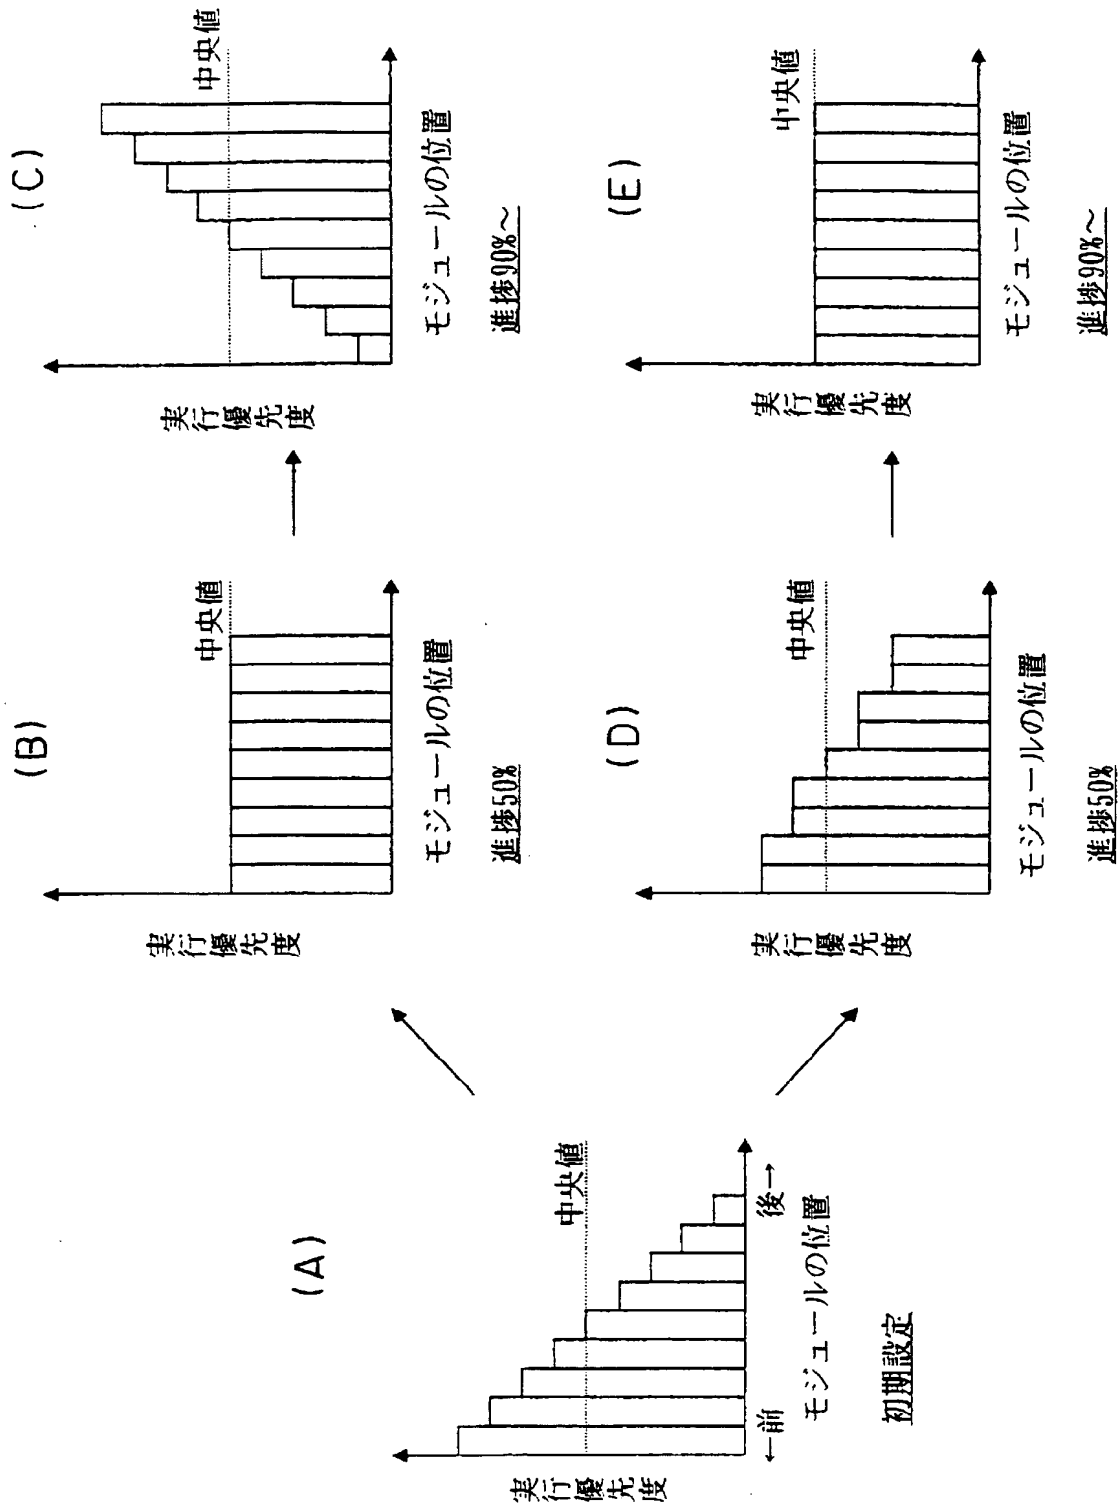 (A)
実行優先度
中央値
←前
後→
モジュールの位置
初期設定
(B)
実行優先度
中央値
モジュールの位置
進捗50%
(C)
実行優先度
中央値
モジュールの位置
進捗90%~
(D)
実行優先度
中央値
モジュールの位置
進捗50%
(E)
実行優先度
中央値
モジュールの位置
進捗90%~